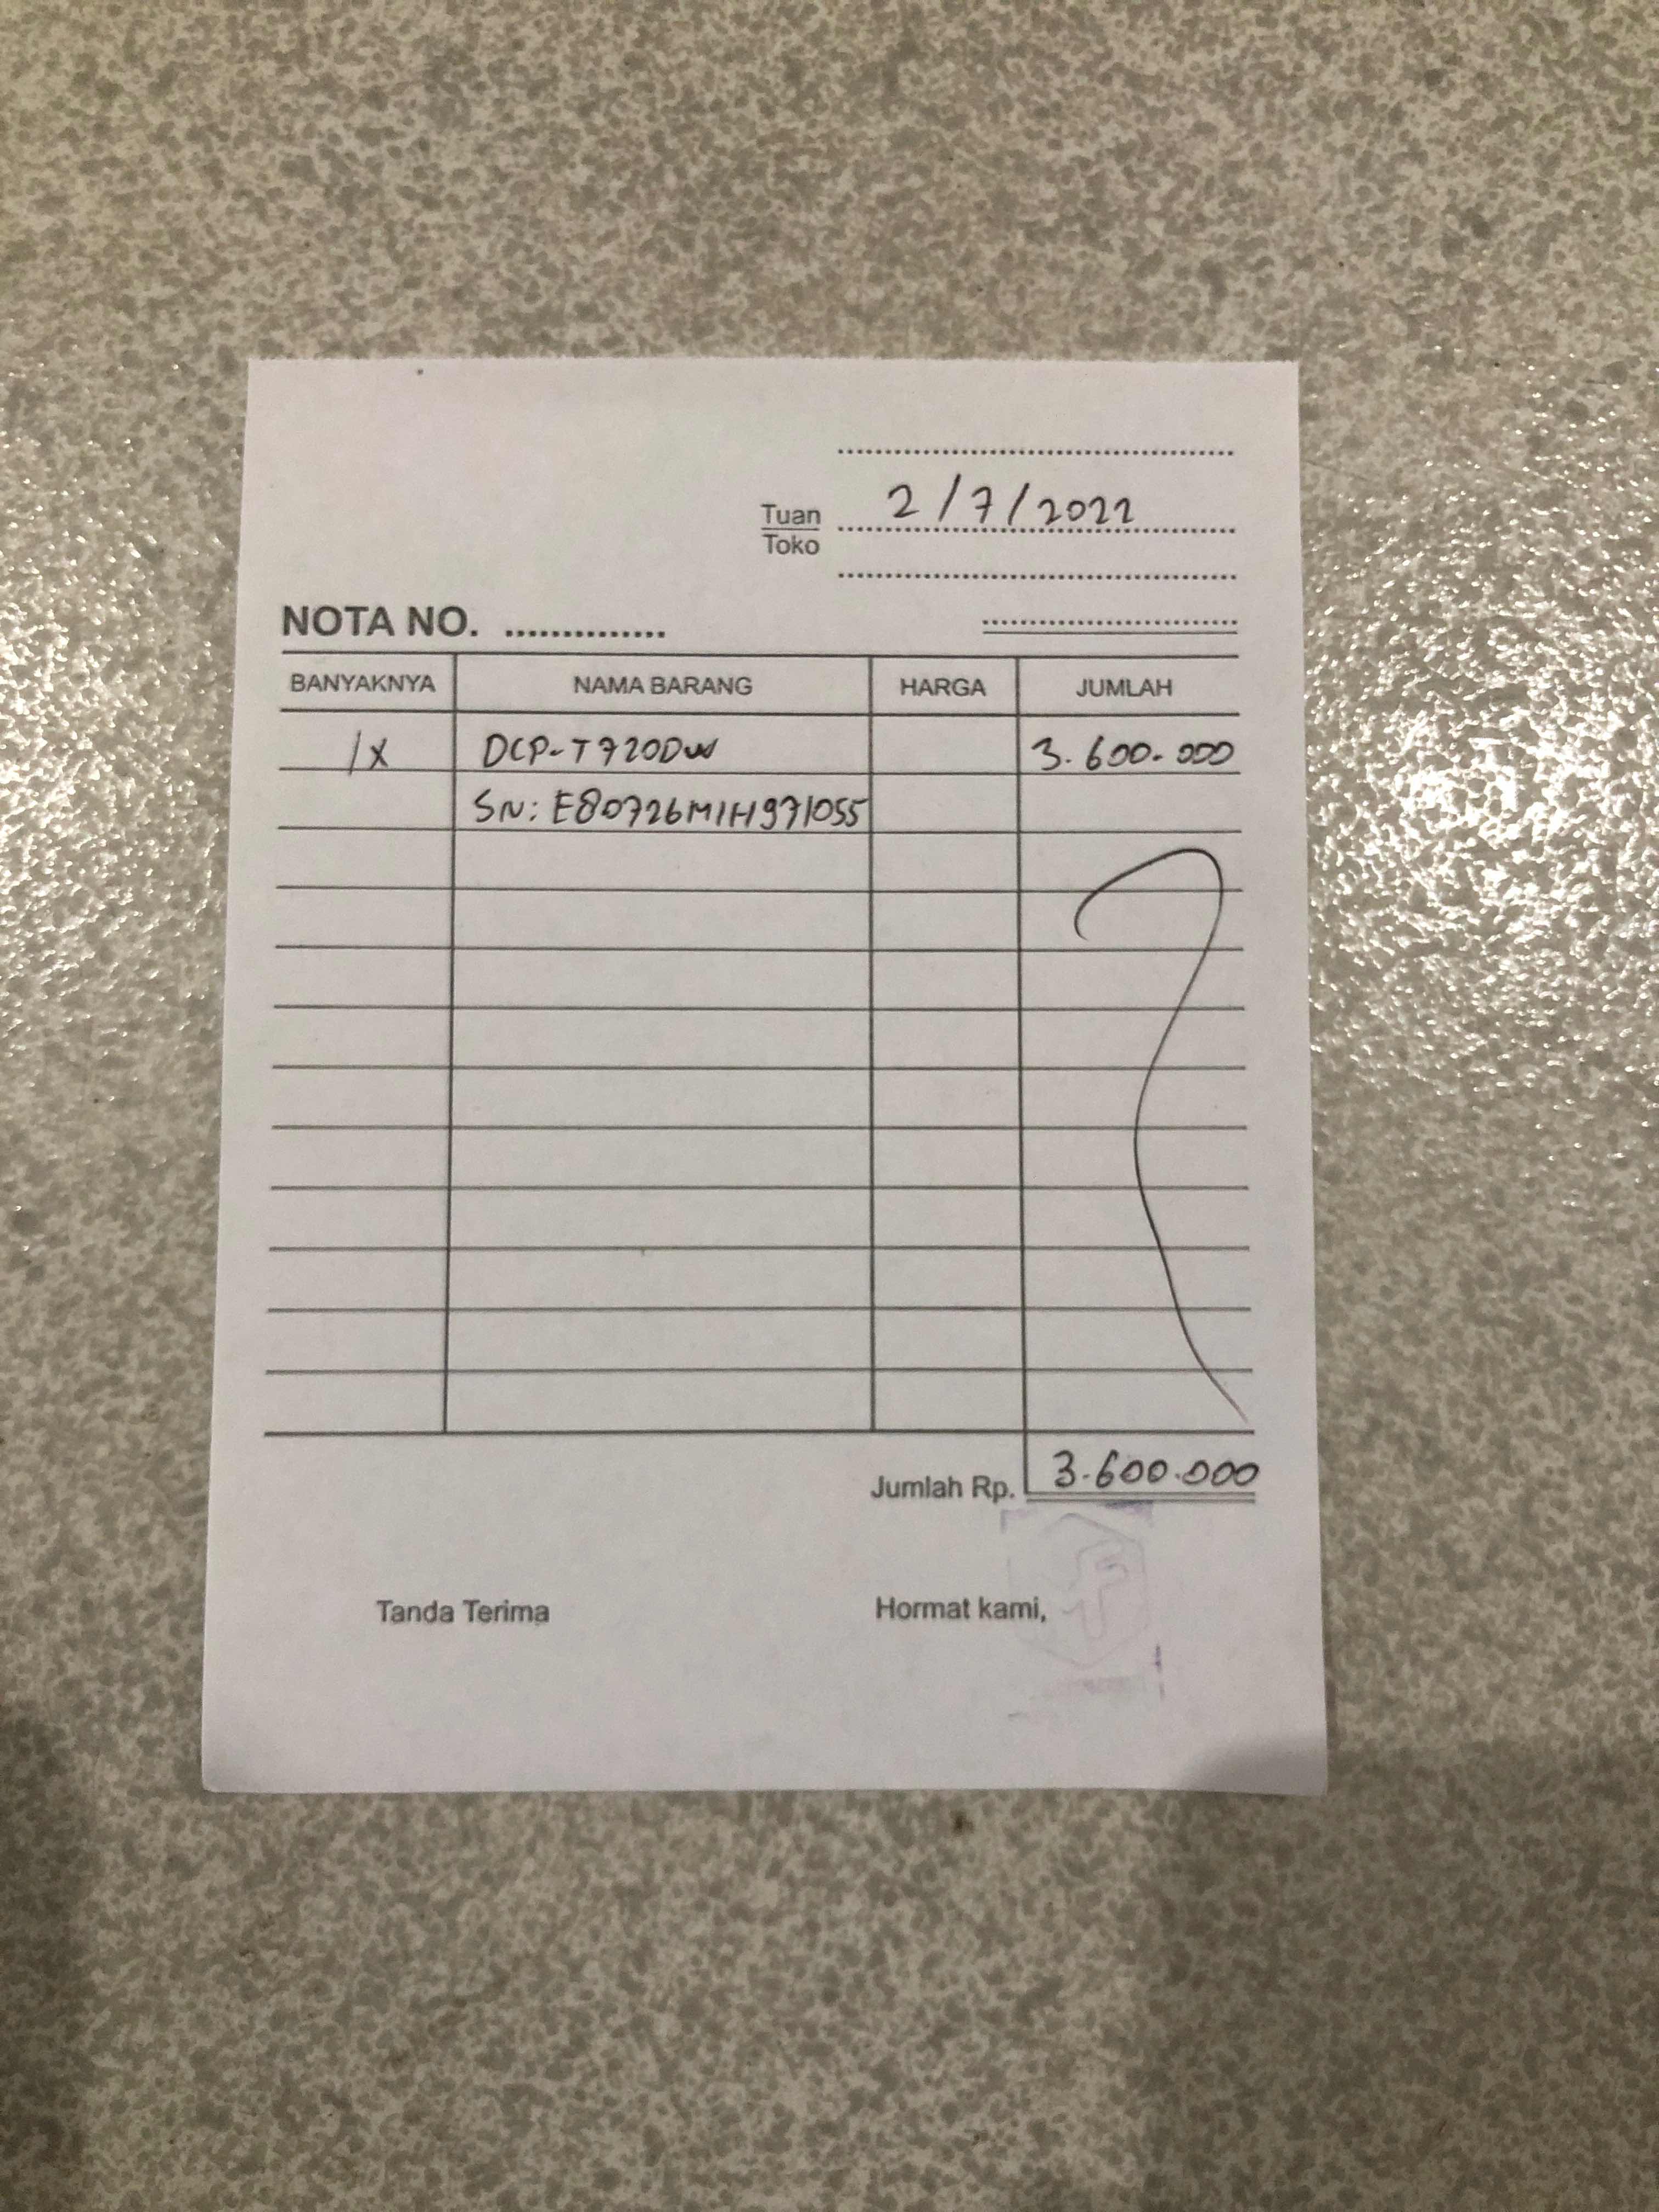 2/7/2022
Tuan
Toko
NOTA NO. ..............
BANYAKNYA NAMA BARANG HARGA JUMLAH
1x DCP-T720DW 3.600.000
SN: E80726M1H971055
Jumlah Rp. 3.600.000
Tanda Terima Hormat kami,